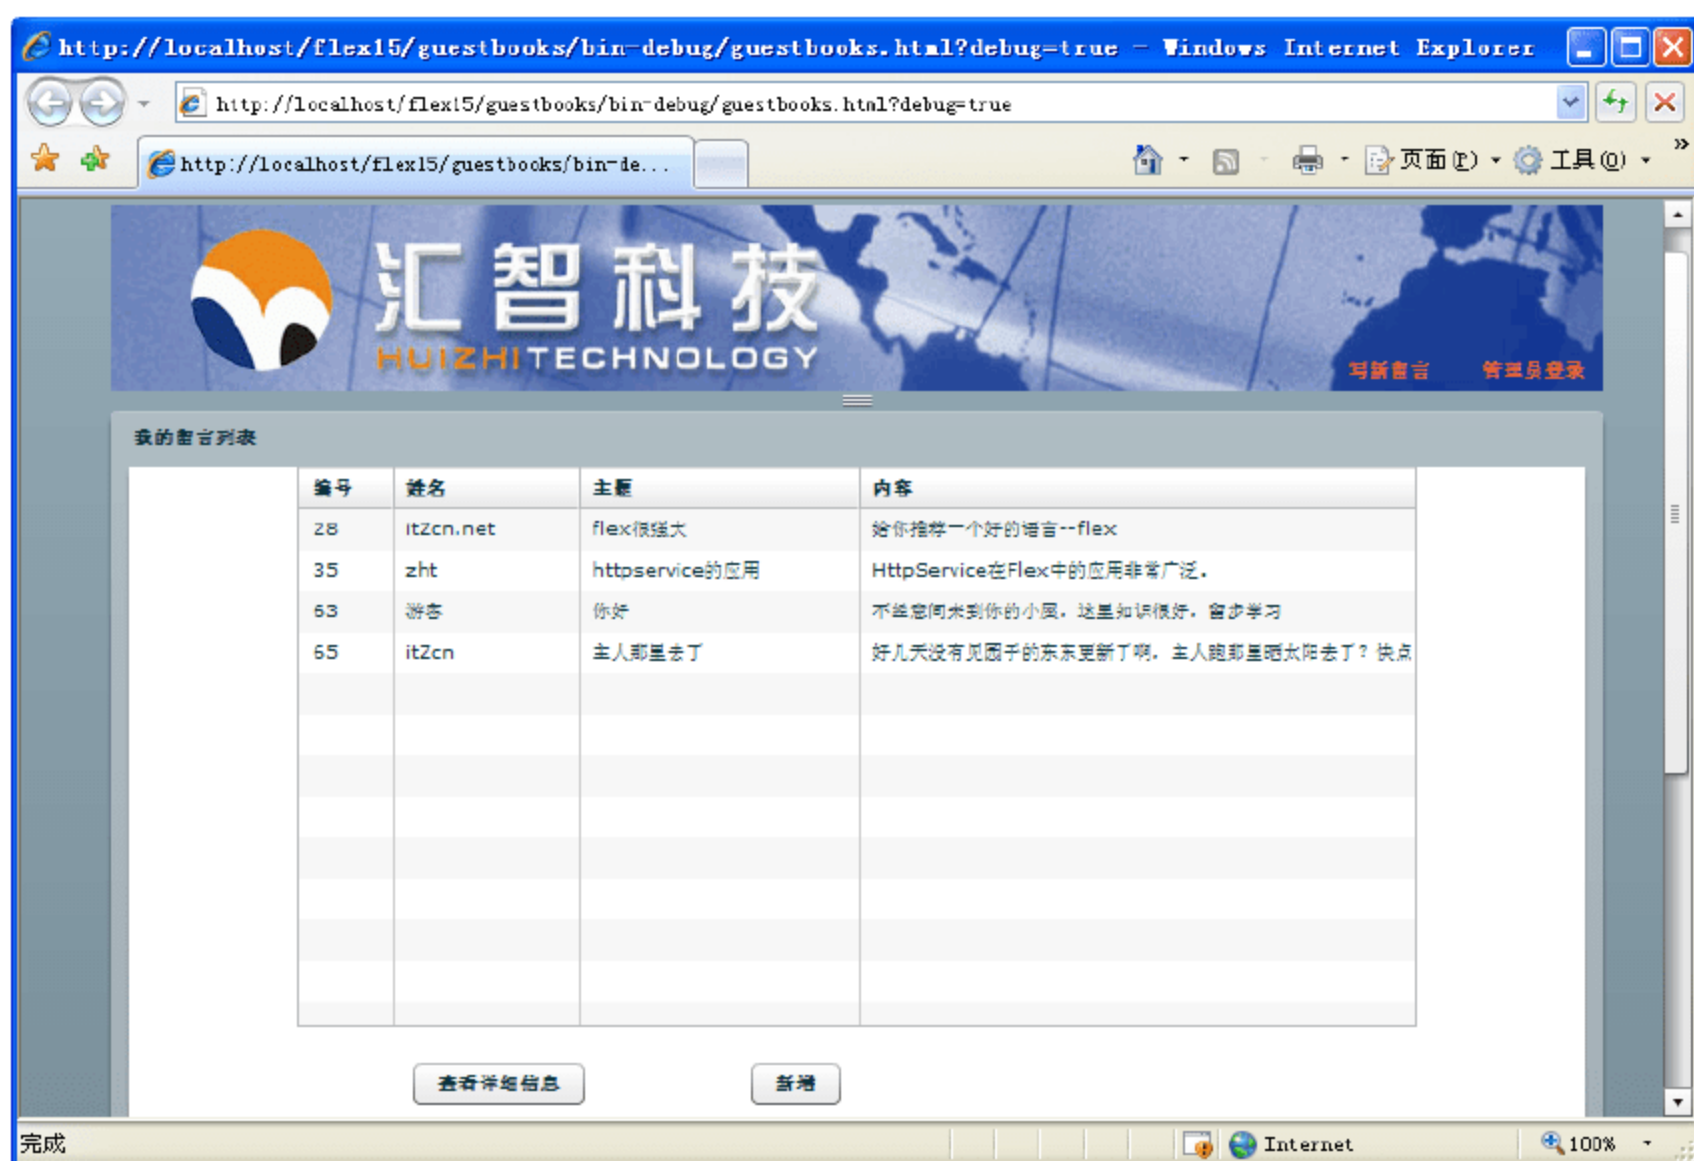 http://localhost/flex15/guestbooks/bin-debug/guestbooks.html?debug=true - Windows Internet Explorer
http://localhost/flex15/guestbooks/bin-debug/guestbooks.html?debug=true
http://localhost/flex15/guestbooks/bin-de...
页面(P)
工具(O)
汇智科技
HUIZHITECHNOLOGY
写新留言 管理员登录
我的留言列表
编号 姓名 主题 内容
28 itZcn.net flex很强大 给你推荐一个好的语言--flex
35 zht httpservice的应用 HttpService在Flex中的应用非常广泛。
63 游客 你好 不经意间来到你的小屋，这里知识很好，留步学习
65 itZcn 主人那里去了 好几天没有见园子的东东更新了啊，主人跑那里晒太阳去了？快点
查看详细信息 新增
完成 Internet 100%